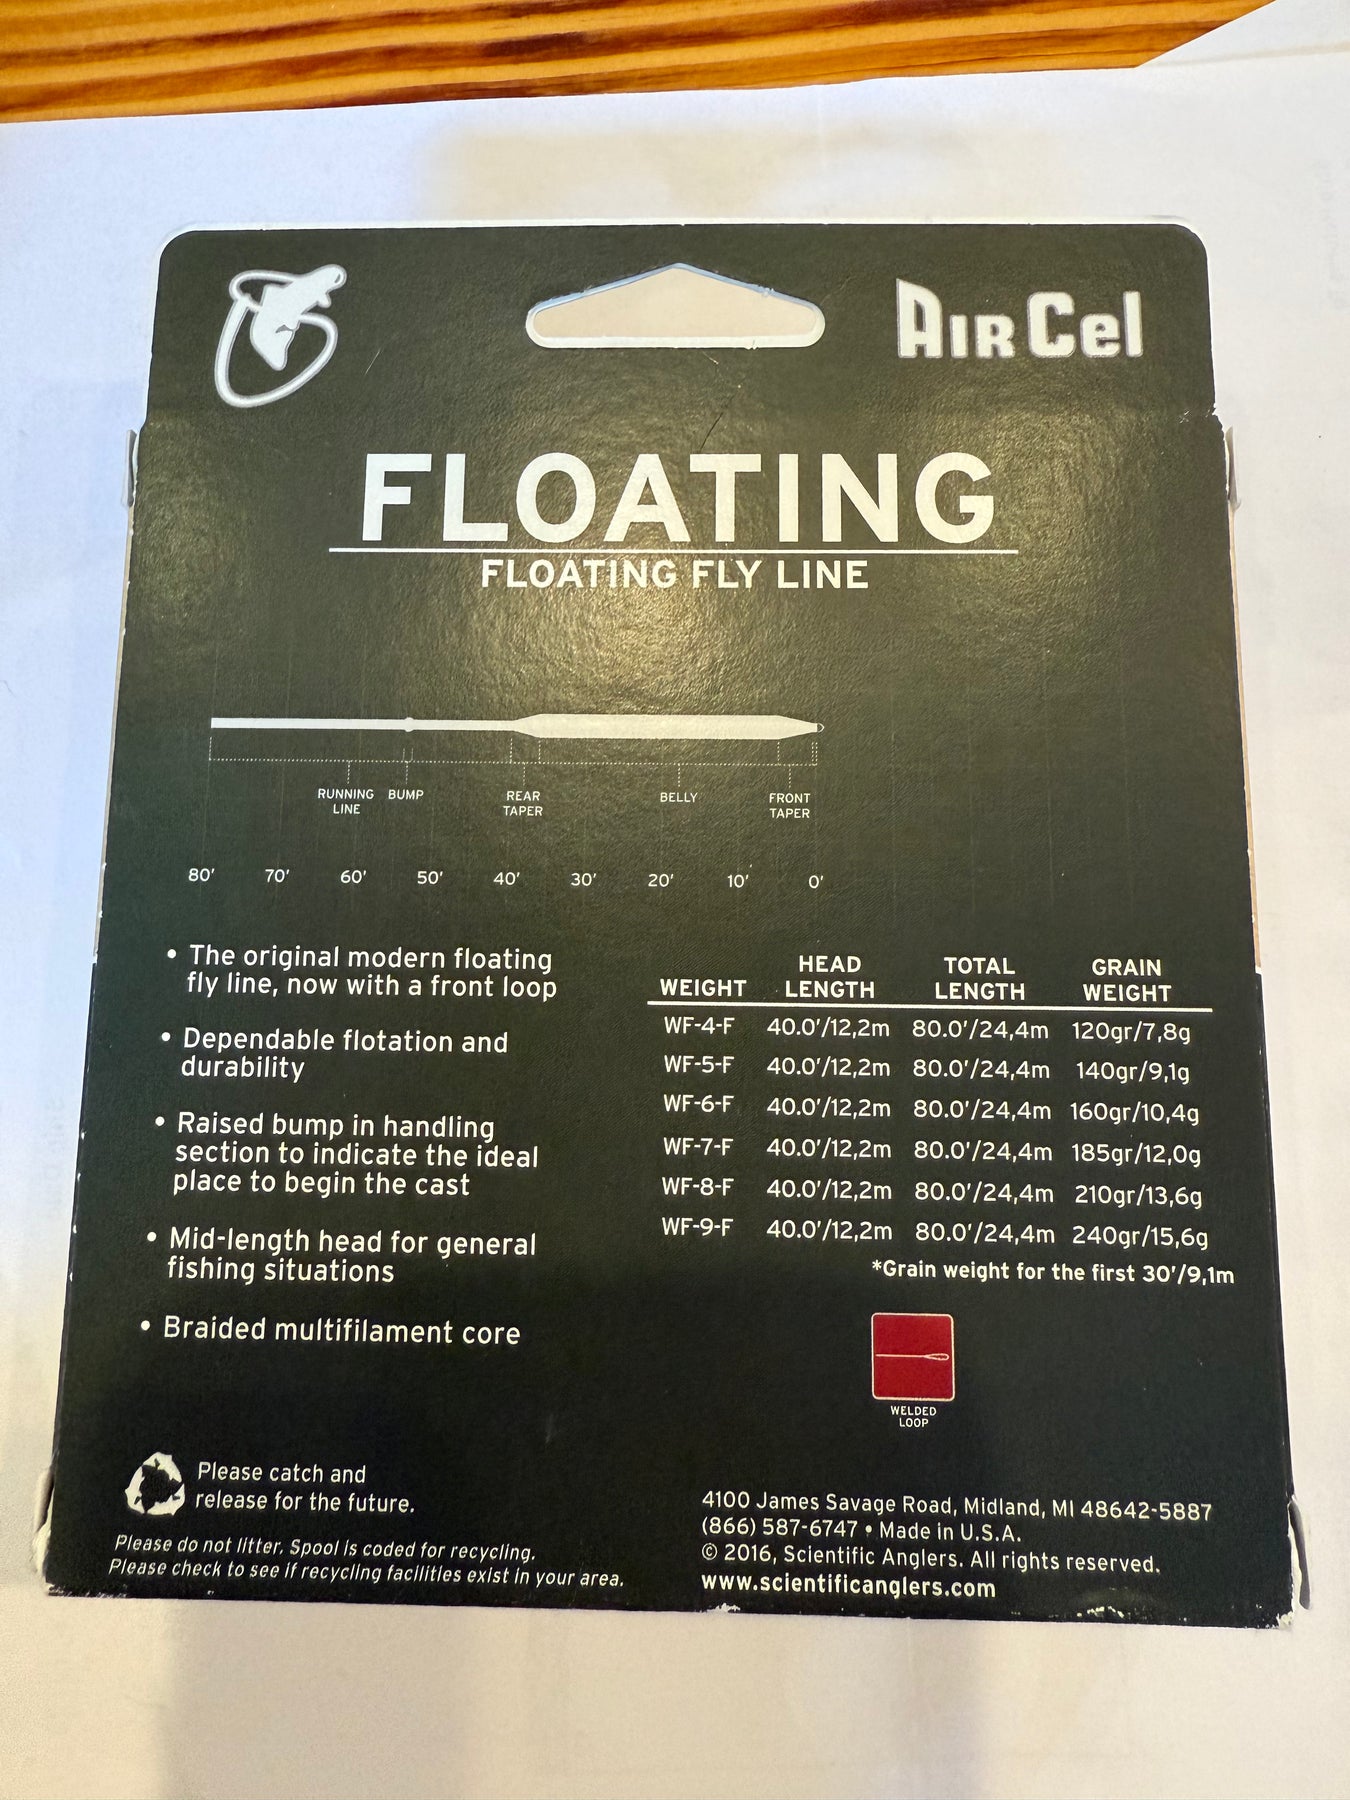 AIR Cel
FLOATING
FLOATING FLY LINE
RUNNING LINE
BUMP
REAR TAPER
BELLY
FRONT TAPER
80' 70' 60' 50' 40' 30' 20' 10' 0'
• The original modern floating
fly line, now with a front loop
• Dependable flotation and
durability
• Raised bump in handling
section to indicate the ideal
place to begin the cast
• Mid-length head for general
fishing situations
• Braided multifilament core
WEIGHT HEAD LENGTH TOTAL LENGTH GRAIN WEIGHT
WF-4-F 40.0'/12,2m 80.0'/24,4m 120gr/7,8g
WF-5-F 40.0'/12,2m 80.0'/24,4m 140gr/9,1g
WF-6-F 40.0'/12,2m 80.0'/24,4m 160gr/10,4g
WF-7-F 40.0'/12,2m 80.0'/24,4m 185gr/12,0g
WF-8-F 40.0'/12,2m 80.0'/24,4m 210gr/13,6g
WF-9-F 40.0'/12,2m 80.0'/24,4m 240gr/15,6g
*Grain weight for the first 30'/9,1m
WELDED
LOOP
Please catch and
release for the future.
Please do not litter. Spool is coded for recycling.
Please check to see if recycling facilities exist in your area.
4100 James Savage Road, Midland, MI 48642-5887
(866) 587-6747 • Made in U.S.A.
© 2016, Scientific Anglers. All rights reserved.
www.scientificanglers.com